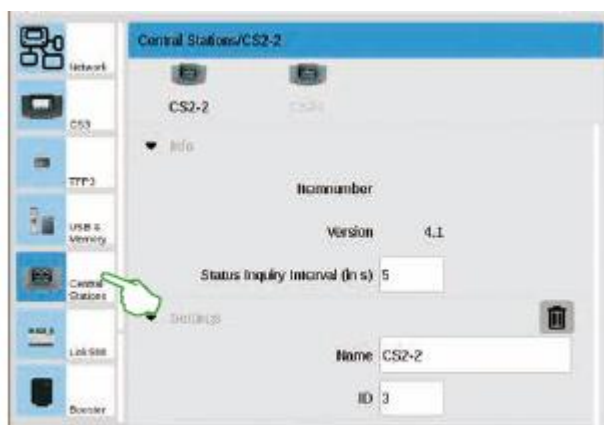 Network
Central Stations/CS2-2
CS2-2
CS3
Info
TFP3
Itemnumber
USB &
Memory
Version 4.1
Status Inquiry Interval (in s) 5
Central
Stations
Settings
Name CS2-2
Link S88
ID 3
Booster